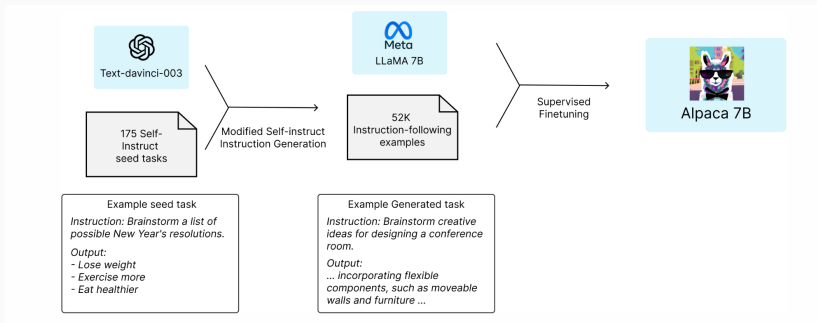 Text-davinci-003
175 Self-
Instruct
seed tasks
Modified Self-instruct
Instruction Generation
Meta
LLaMA 7B
52K
Instruction-following
examples
Supervised
Finetuning
Alpaca 7B
Example seed task
Instruction: Brainstorm a list of
possible New Year's resolutions.
Output:
- Lose weight
- Exercise more
- Eat healthier
Example Generated task
Instruction: Brainstorm creative
ideas for designing a conference
room.
Output:
... incorporating flexible
components, such as moveable
walls and furniture ...